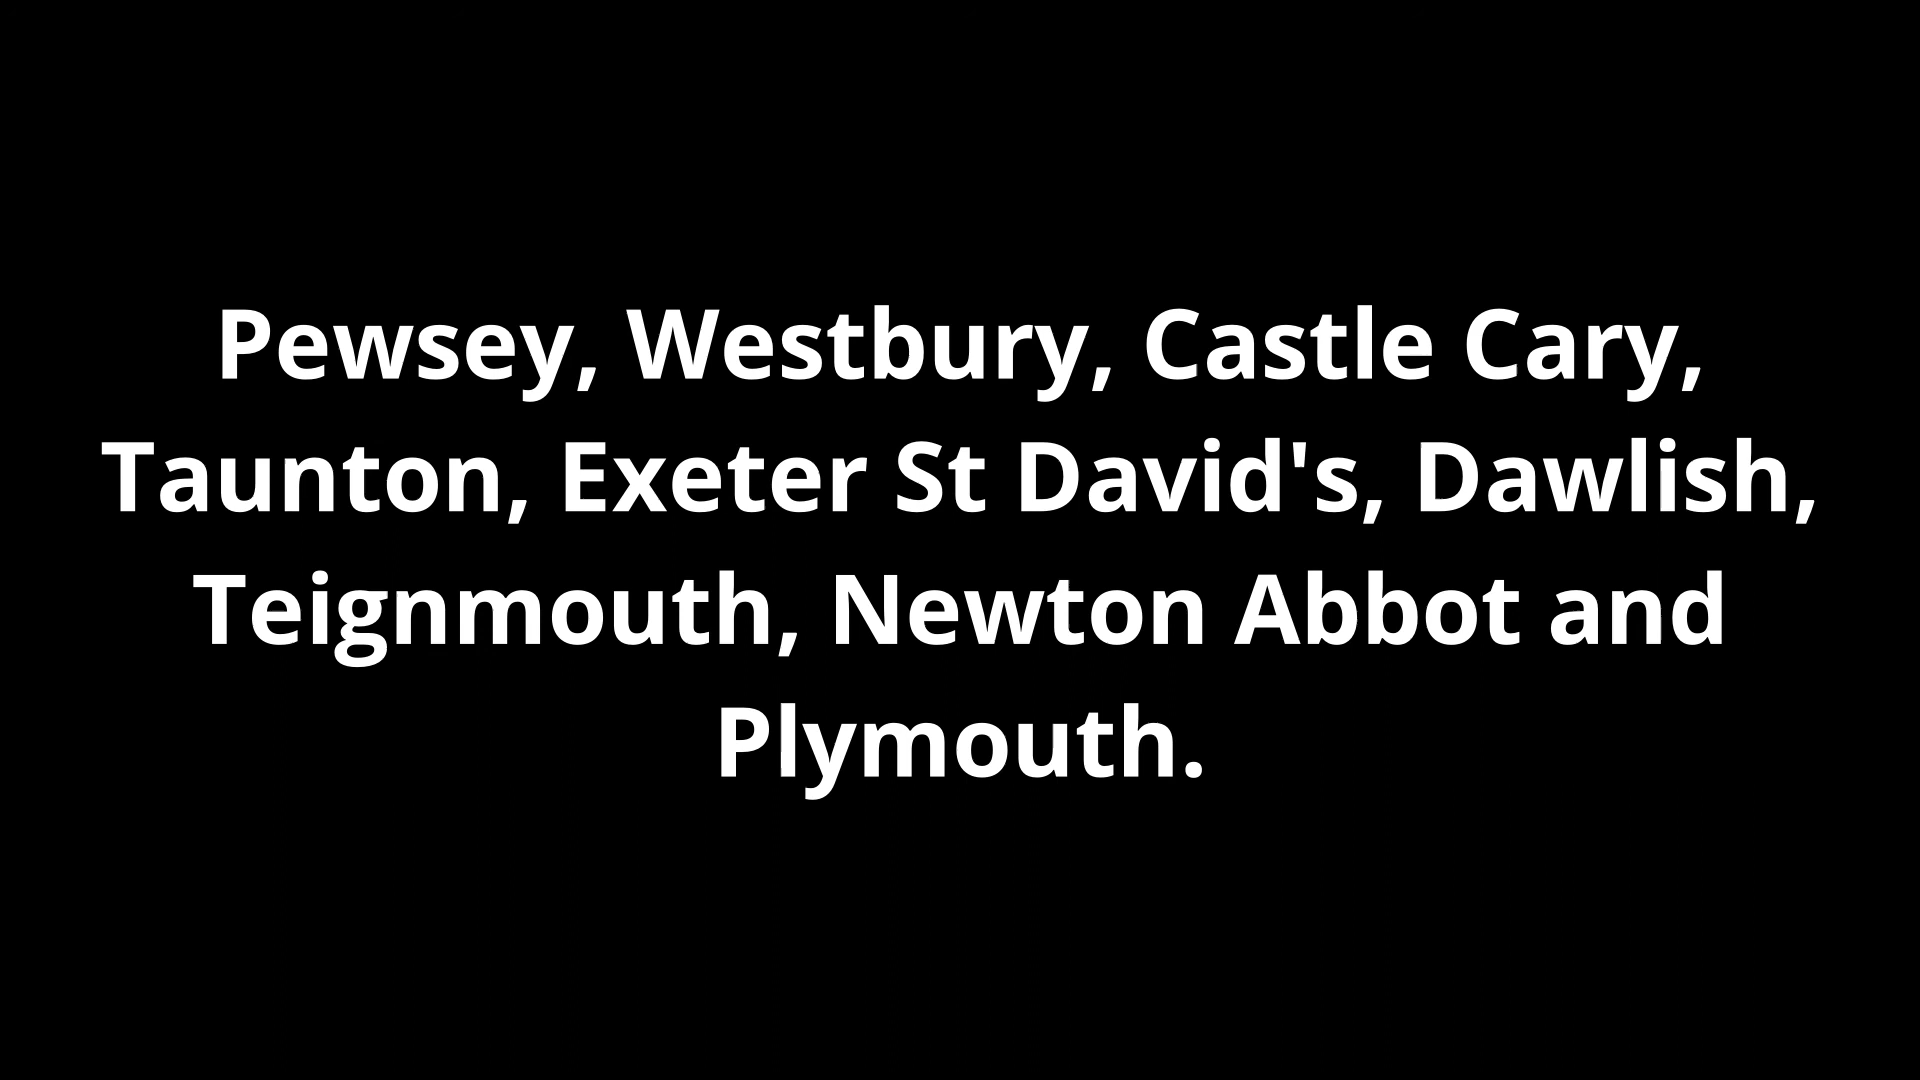 Pewsey, Westbury, Castle Cary,
Taunton, Exeter St David's, Dawlish,
Teignmouth, Newton Abbot and
Plymouth.